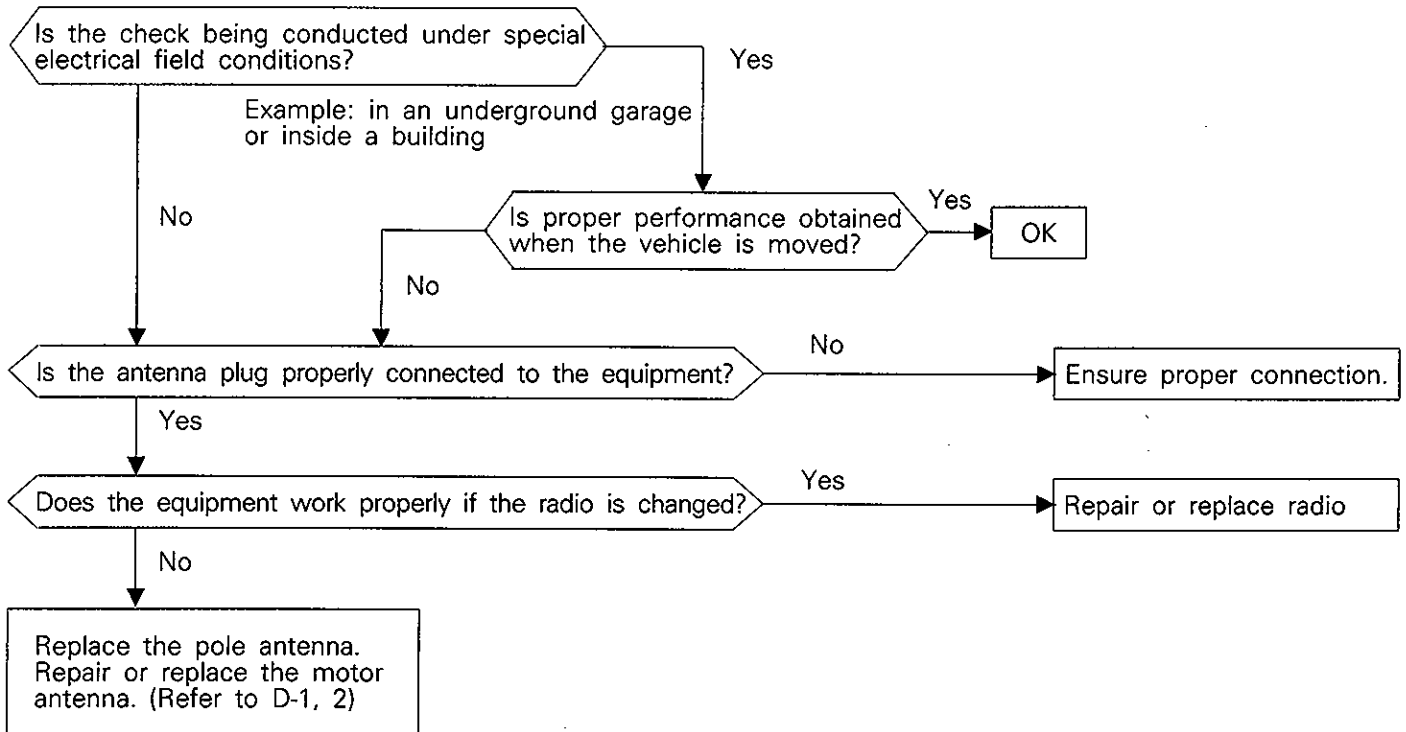 Is the check being conducted under special
electrical field conditions?
Yes
Example: in an underground garage
or inside a building
No
Is proper performance obtained
when the vehicle is moved?
Yes
OK
No
Is the antenna plug properly connected to the equipment?
No
Ensure proper connection.
Yes
Does the equipment work properly if the radio is changed?
Yes
Repair or replace radio
No
Replace the pole antenna.
Repair or replace the motor
antenna. (Refer to D-1, 2)